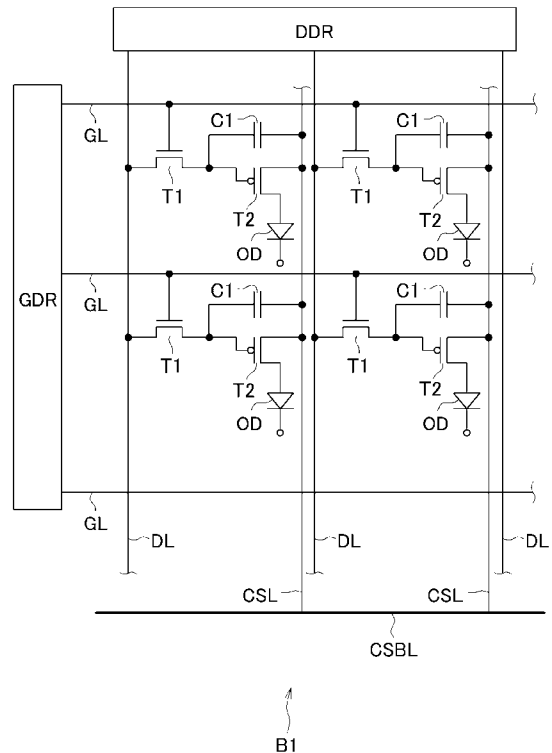 DDR
GL
C1
C1
T1
T2
T1
T2
OD
OD
GDR
GL
C1
C1
T1
T2
T1
T2
OD
OD
GL
DL
DL
DL
CSL
CSL
CSBL
B1